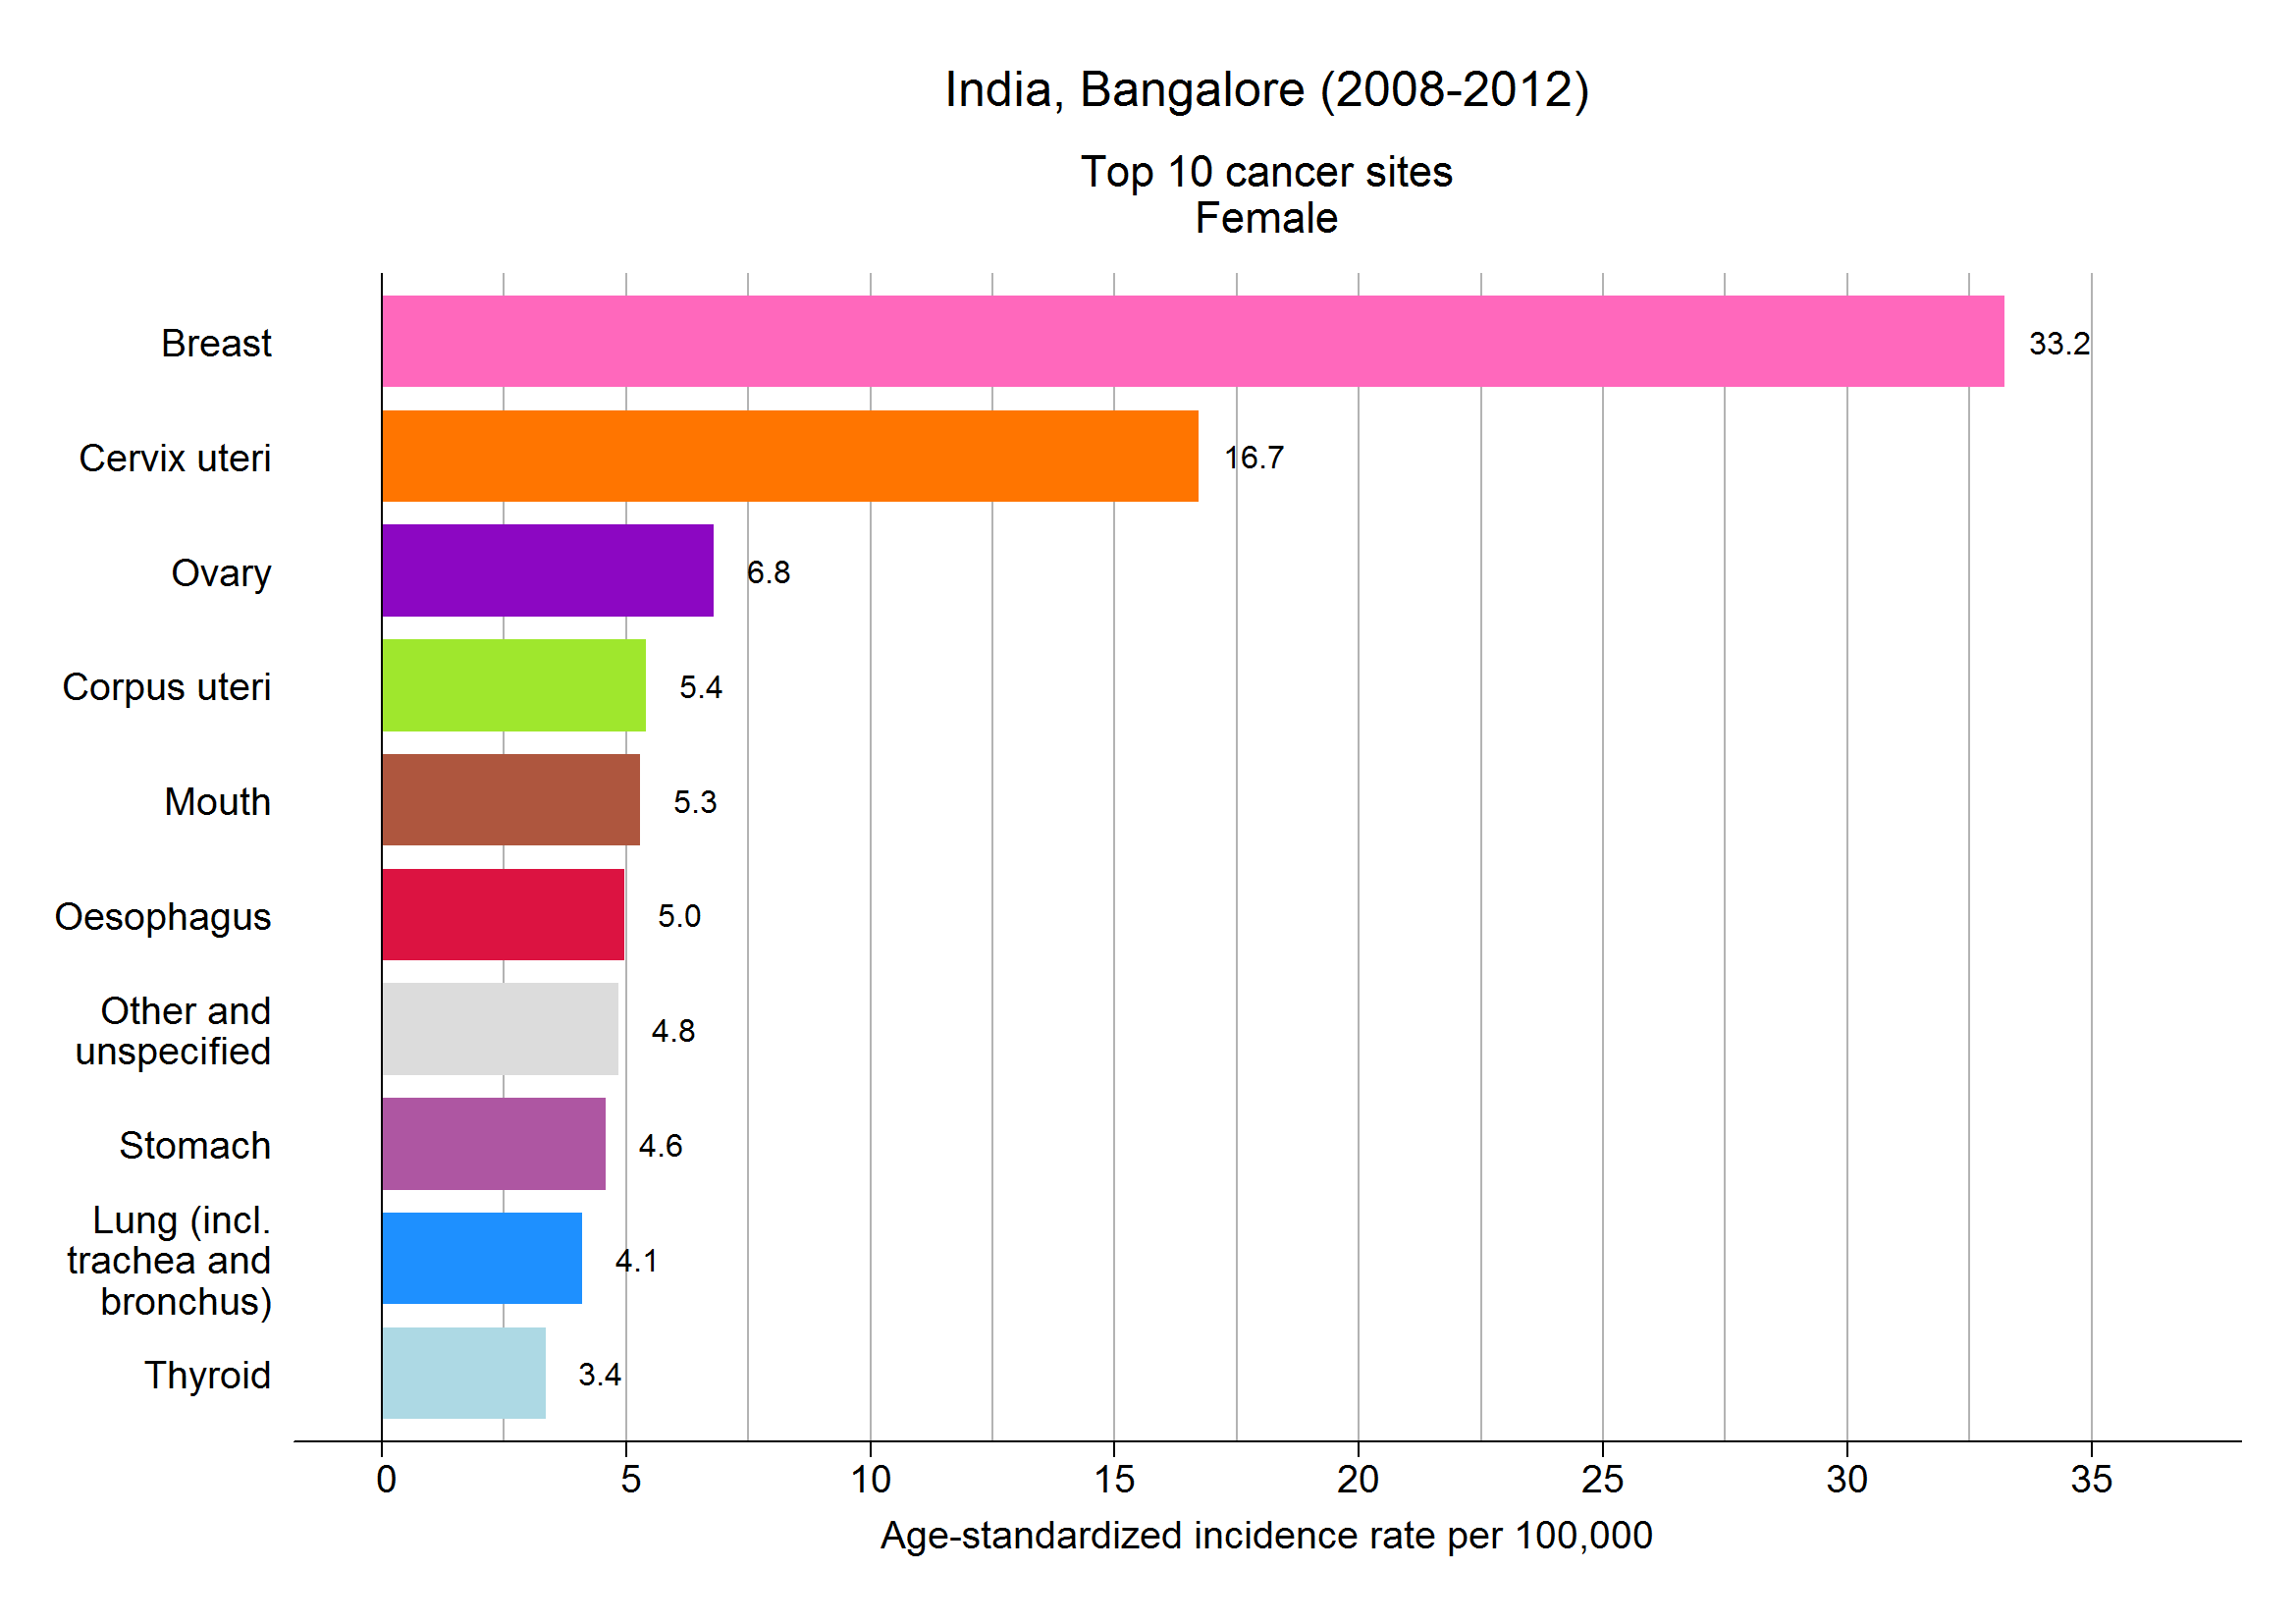 India, Bangalore (2008-2012)
Top 10 cancer sites
Female
Breast
33.2
Cervix uteri
16.7
Ovary
6.8
Corpus uteri
5.4
Mouth
5.3
Oesophagus
5.0
Other and
unspecified
4.8
Stomach
4.6
Lung (incl.
trachea and
bronchus)
4.1
Thyroid
3.4
0 5 10 15 20 25 30 35
Age-standardized incidence rate per 100,000